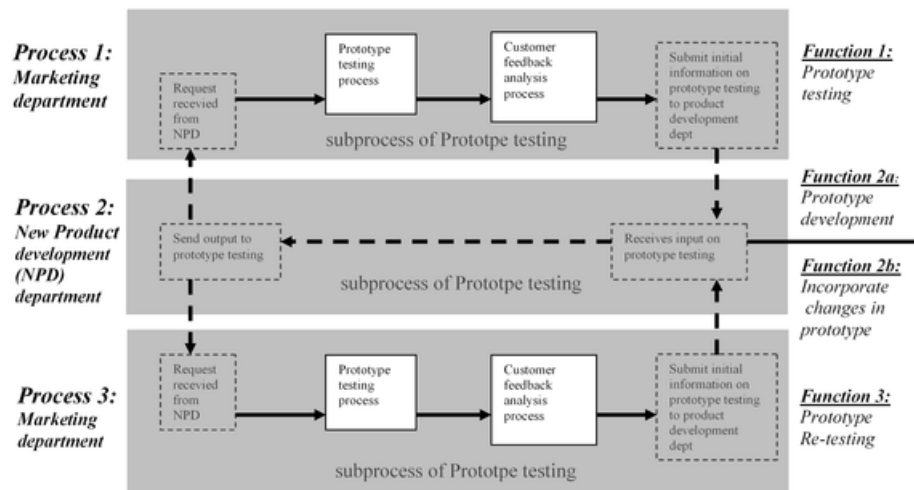 Process 1:
Marketing
department
Request
recevied
from
NPD
Prototype
testing
process
Customer
feedback
analysis
process
Submit initial
information on
prototype testing
to product
development
dept
subprocess of Prototpe testing
Function 1:
Prototype
testing
Process 2:
New Product
development
(NPD)
department
Send output to
prototype testing
Receives input on
prototype testing
subprocess of Prototpe testing
Function 2a:
Prototype
development
Function 2b:
Incorporate
changes in
prototype
Process 3:
Marketing
department
Request
recevied
from
NPD
Prototype
testing
process
Customer
feedback
analysis
process
Submit initial
information on
prototype testing
to product
development
dept
subprocess of Prototpe testing
Function 3:
Prototype
Re-testing